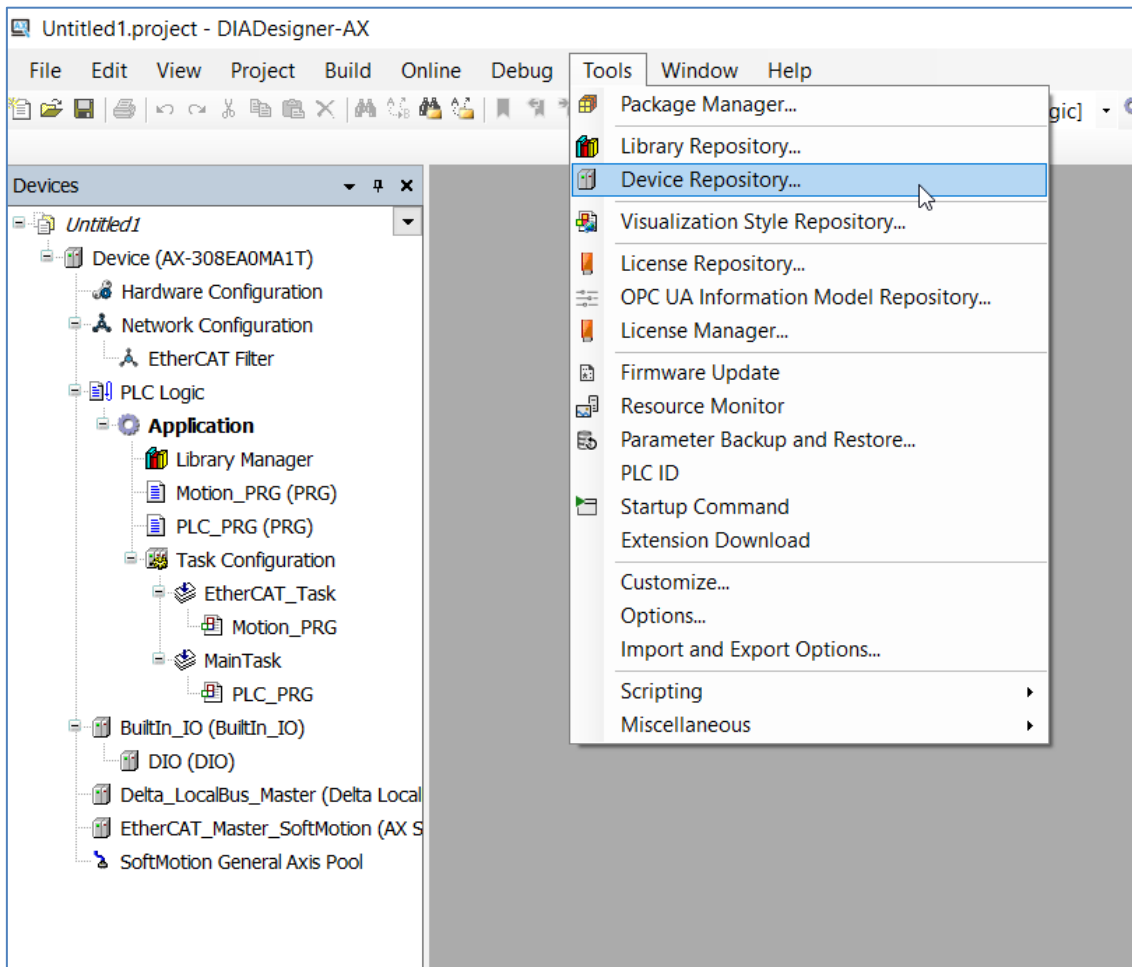 Untitled1.project - DIADesigner-AX
File Edit View Project Build Online Debug Tools Window Help
gic]
Devices
Untitled1
Device (AX-308EA0MA1T)
Hardware Configuration
Network Configuration
EtherCAT Filter
PLC Logic
Application
Library Manager
Motion_PRG (PRG)
PLC_PRG (PRG)
Task Configuration
EtherCAT_Task
Motion_PRG
MainTask
PLC_PRG
BuiltIn_IO (BuiltIn_IO)
DIO (DIO)
Delta_LocalBus_Master (Delta Local
EtherCAT_Master_SoftMotion (AX S
SoftMotion General Axis Pool
Package Manager...
Library Repository...
Device Repository...
Visualization Style Repository...
License Repository...
OPC UA Information Model Repository...
License Manager...
Firmware Update
Resource Monitor
Parameter Backup and Restore...
PLC ID
Startup Command
Extension Download
Customize...
Options...
Import and Export Options...
Scripting
Miscellaneous